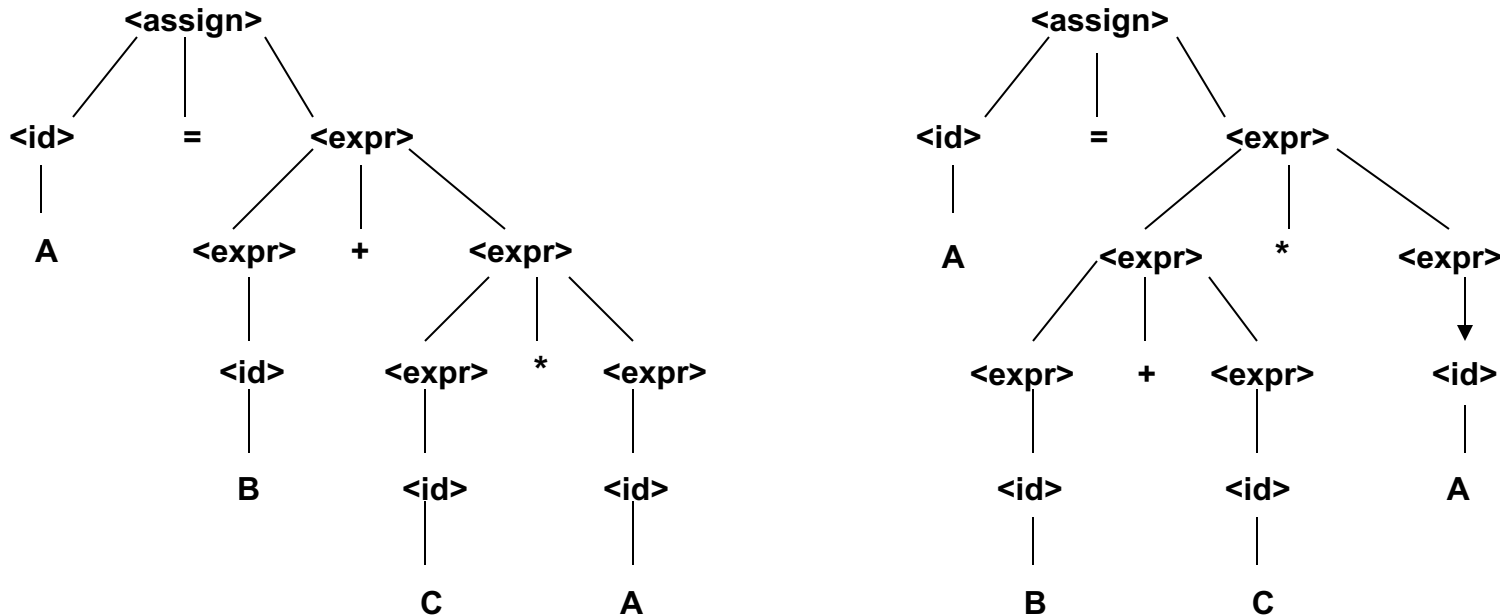 <assign> <assign>
<id> = <expr> <id> = <expr>
A <expr> + <expr> A <expr> * <expr>
<id> <expr> * <expr> <expr> + <expr> <id>
B <id> <id> <id> <id> A
C A B C